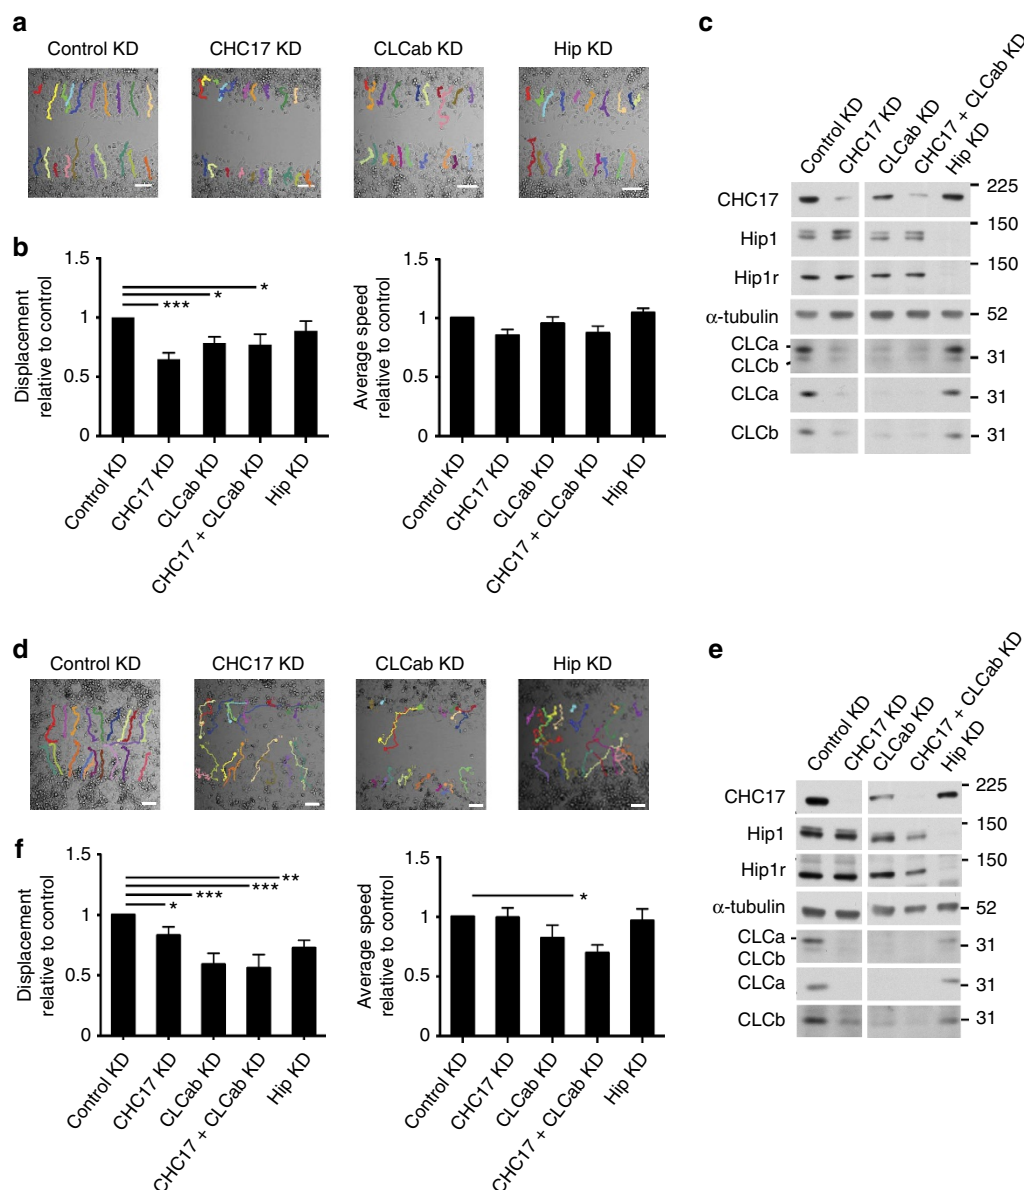 a
Control KD
CHC17 KD
CLCab KD
Hip KD
b
1.5
1
0.5
0
Displacement
relative to control
***
*
*
Control KD
CHC17 KD
CLCab KD
CHC17 + CLCab KD
Hip KD
1.5
1
0.5
0
Average speed
relative to control
Control KD
CHC17 KD
CLCab KD
CHC17 + CLCab KD
Hip KD
c
Control KD
CHC17 KD
CLCab KD
CHC17 + CLCab KD
Hip KD
CHC17
225
Hip1
150
Hip1r
150
α-tubulin
52
CLCa
CLCb
31
CLCa
31
CLCb
31
d
Control KD
CHC17 KD
CLCab KD
Hip KD
e
Control KD
CHC17 KD
CLCab KD
CHC17 + CLCab KD
Hip KD
CHC17
225
Hip1
150
Hip1r
150
α-tubulin
52
CLCa
CLCb
31
CLCa
31
CLCb
31
f
1.5
1
0.5
0
Displacement
relative to control
**
***
***
*
Control KD
CHC17 KD
CLCab KD
CHC17 + CLCab KD
Hip KD
1.5
1
0.5
0
Average speed
relative to control
*
Control KD
CHC17 KD
CLCab KD
CHC17 + CLCab KD
Hip KD